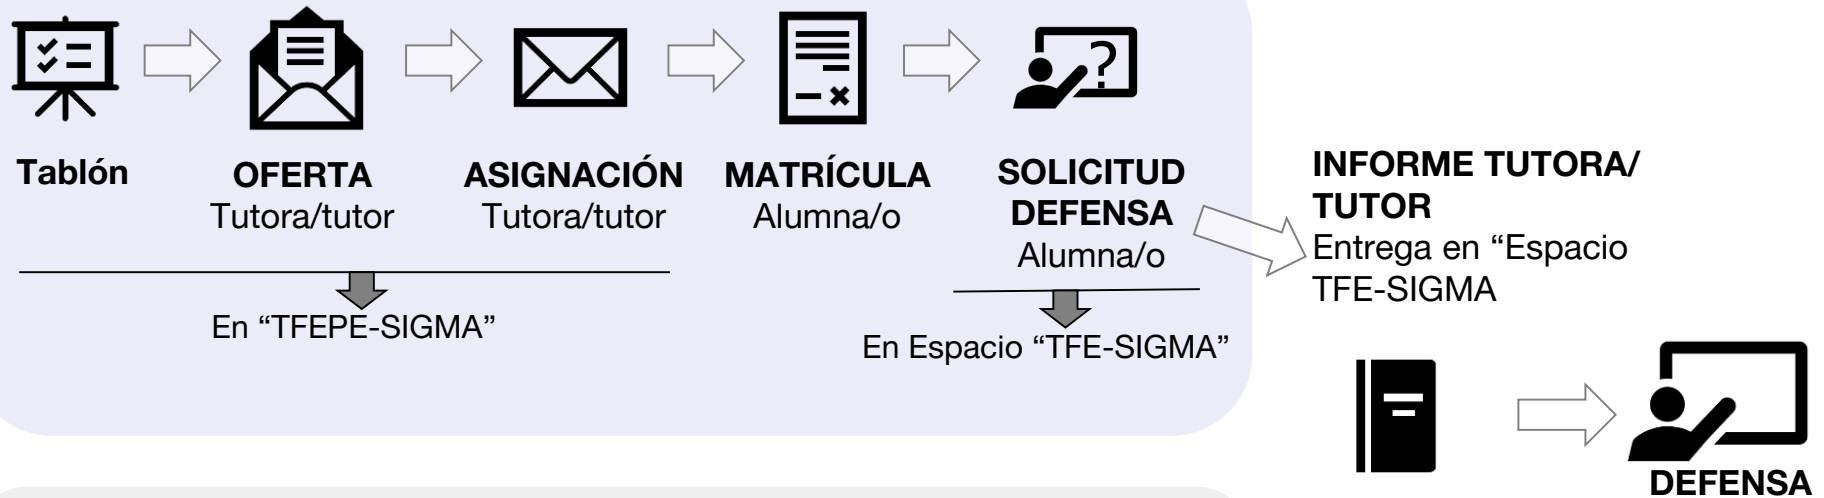 Tablón
OFERTA
Tutora/tutor
ASIGNACIÓN
Tutora/tutor
MATRÍCULA
Alumna/o
?
SOLICITUD
DEFENSA
Alumna/o
En “TFEPE-SIGMA”
En Espacio “TFE-SIGMA”
INFORME TUTORA/
TUTOR
Entrega en “Espacio
TFE-SIGMA
DEFENSA